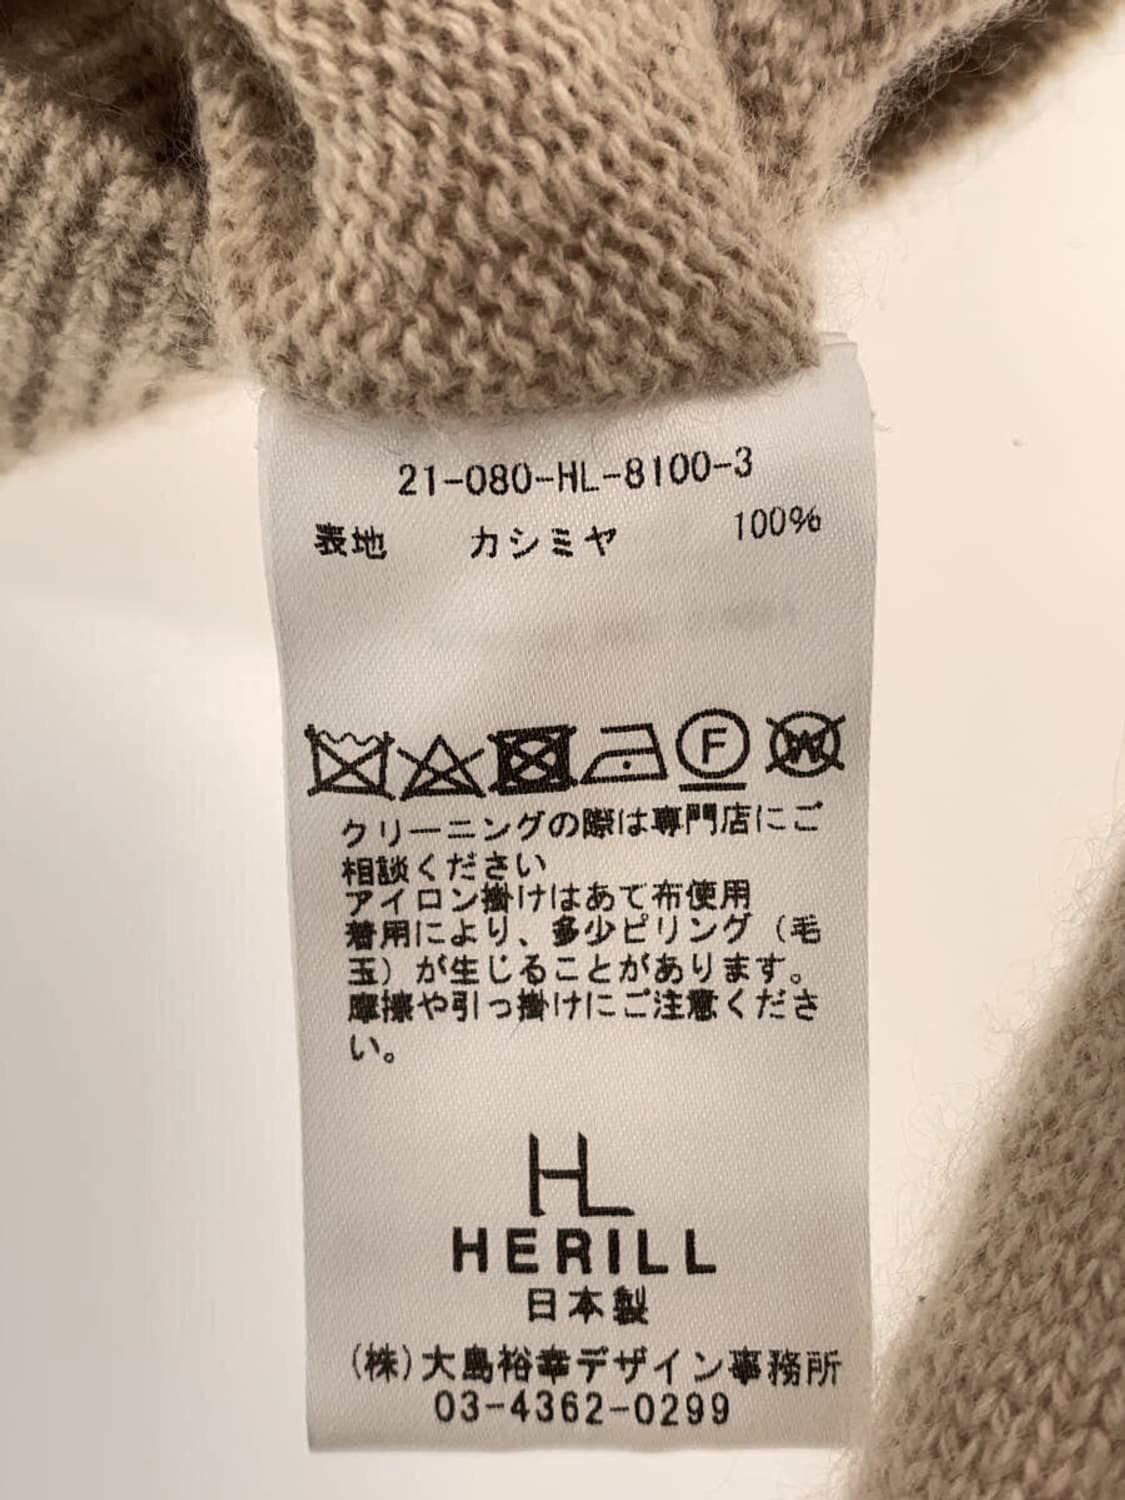 21-080-HL-8100-3
表地 カシミヤ 100%
F W
クリーニングの際は専門店にご
相談ください
アイロン掛けはあて布使用
着用により、多少ピリング（毛
玉）が生じることがあります。
摩擦や引っ掛けにご注意くださ
い。
HL
HERILL
日本製
(株)大島裕幸デザイン事務所
03-4362-0299